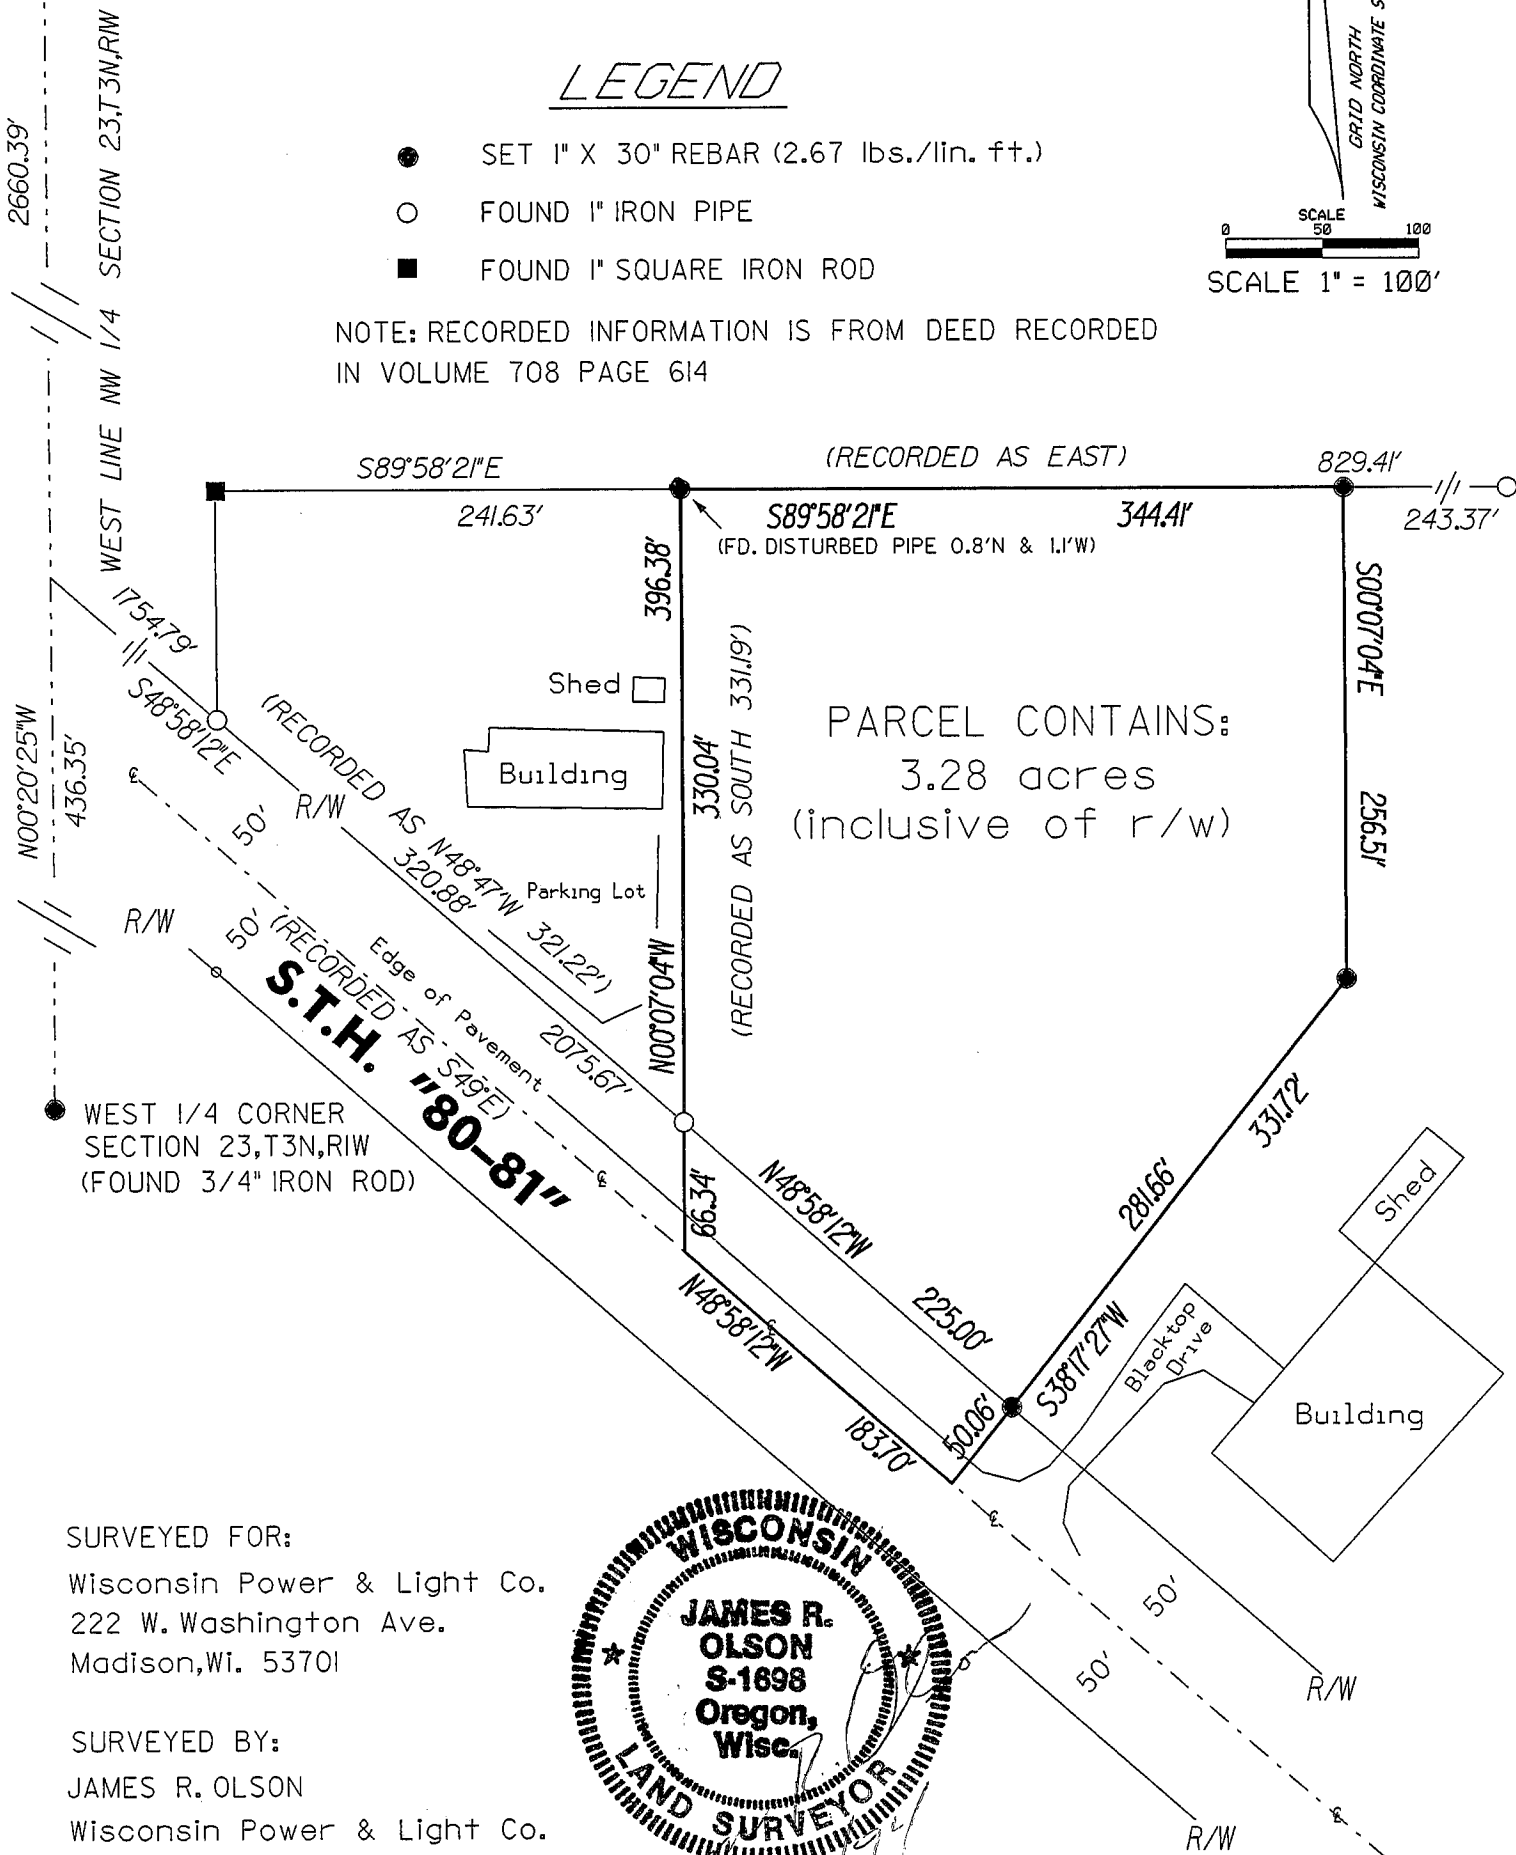 2660.39'
WEST LINE NW 1/4 SECTION 23,T3N,R1W
GRID NORTH
WISCONSIN COORDINATE
LEGEND
SET 1" X 30" REBAR (2.67 lbs./lin. ft.)
FOUND 1" IRON PIPE
FOUND 1" SQUARE IRON ROD
SCALE
0 50 100
SCALE 1" = 100'
NOTE: RECORDED INFORMATION IS FROM DEED RECORDED
IN VOLUME 708 PAGE 614
S89°58'21"E
241.63'
(RECORDED AS EAST)
829.41'
S89°58'21"E
344.41'
243.37'
(FD. DISTURBED PIPE 0.8'N & 1.1'W)
396.38'
S00°07'04"E
256.51'
1754.79'
S48°58'12"E
N00°20'25"W
436.35'
(RECORDED AS N48°47'W 321.22')
320.88'
R/W
50'
Shed
Building
330.04'
(RECORDED AS SOUTH 331.19')
PARCEL CONTAINS:
3.28 acres
(inclusive of r/w)
Parking Lot
N00°07'04"W
R/W
50'
(RECORDED AS S49°E)
Edge of Pavement
S.T.H. "80-81"
2075.67'
WEST 1/4 CORNER
SECTION 23,T3N,R1W
(FOUND 3/4" IRON ROD)
66.34'
N48°58'12"W
225.00'
N48°58'12"W
183.70'
331.72'
281.66'
S38°17'27"W
50.06'
Shed
Blacktop
Drive
Building
SURVEYED FOR:
Wisconsin Power & Light Co.
222 W. Washington Ave.
Madison,Wi. 53701
SURVEYED BY:
JAMES R. OLSON
Wisconsin Power & Light Co.
WISCONSIN
JAMES R.
OLSON
S-1698
Oregon,
Wisc.
LAND SURVEYOR
50'
50'
R/W
R/W